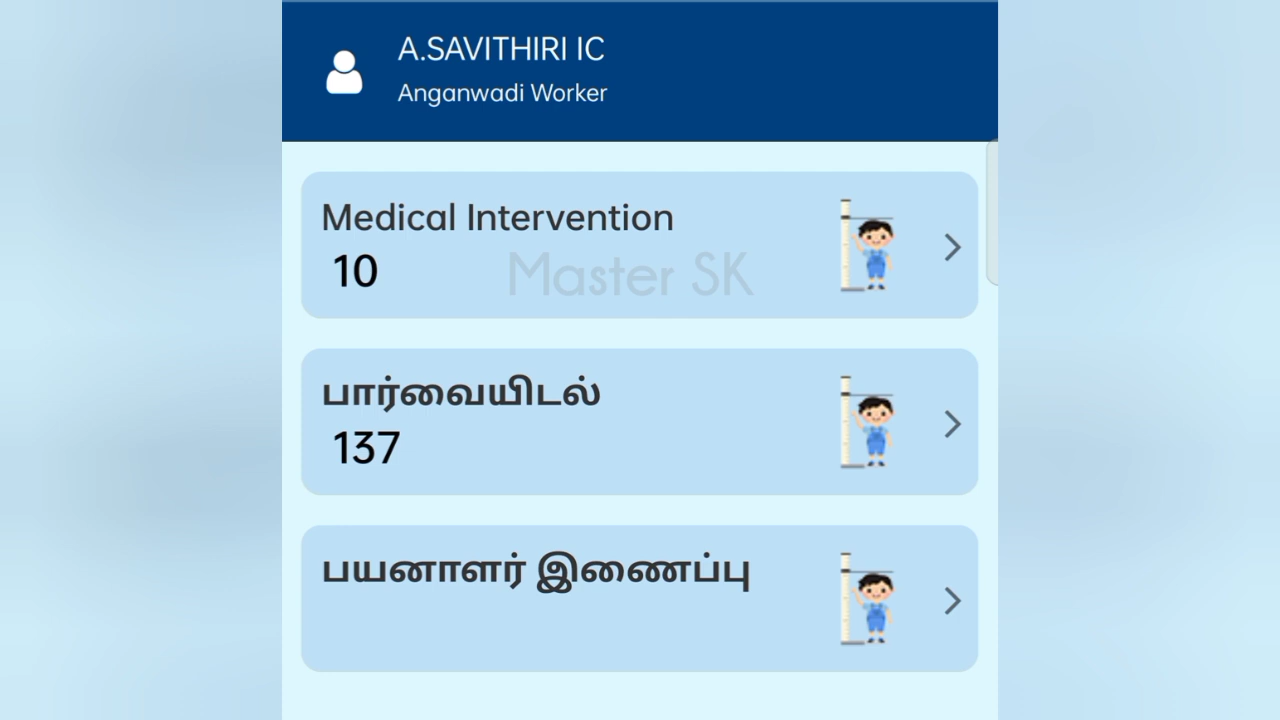 A.SAVITHIRI IC
Anganwadi Worker
Medical Intervention
10
Master SK
பார்வையிடல்
137
பயனாளர் இணைப்பு